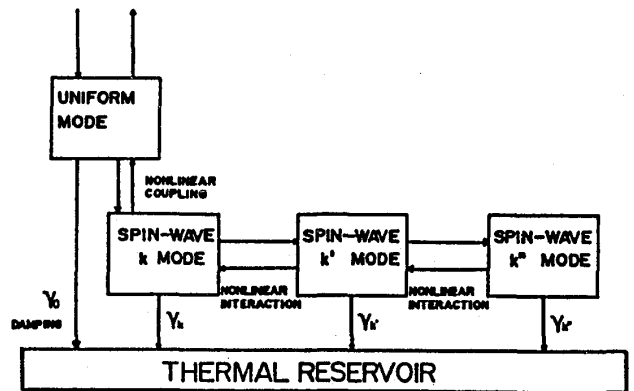 UNIFORM
MODE
NONLINEAR
COUPLING
SPIN-WAVE
k MODE
SPIN-WAVE
k' MODE
SPIN-WAVE
k" MODE
NONLINEAR
INTERACTION
NONLINEAR
INTERACTION
γ0
DAMPING
γk
γk'
γk"
THERMAL RESERVOIR